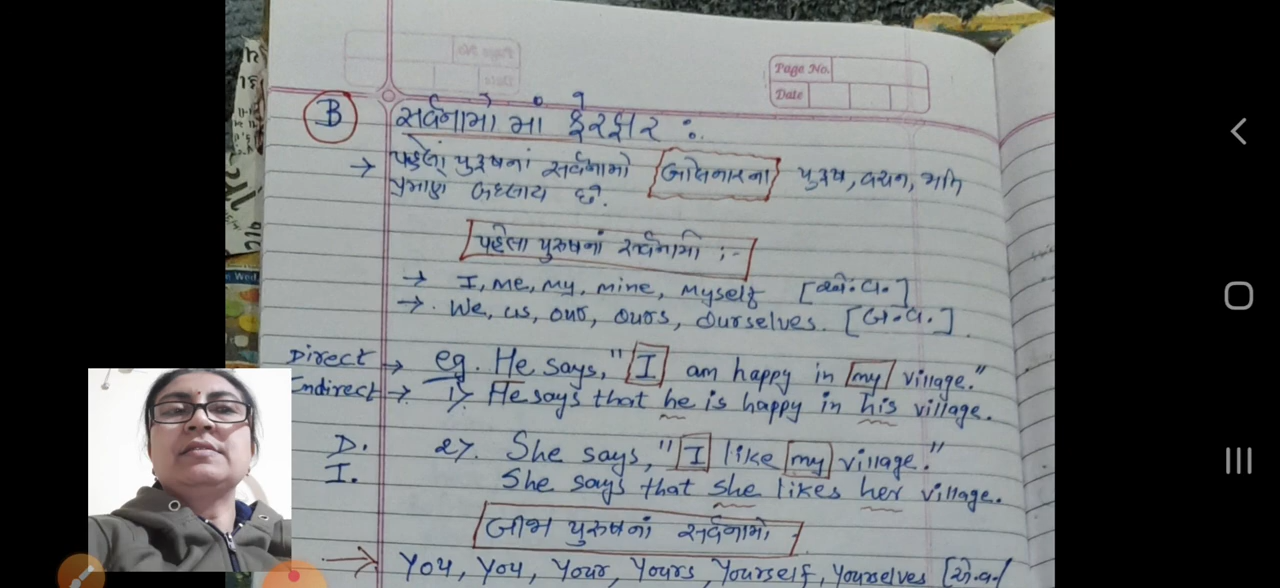 Page No.
Date
B સર્વનામો માં ફેરફાર :.
→ પહેલાં પુરુષનાં સર્વનામો બોલનારના પુરુષ, વચન, જાતિ
પ્રમાણે બદલાય છે.
પહેલા પુરુષનાં સર્વનામો :-
→ I, me, my, mine, myself [એ.વ.]
→ We, us, our, ours, ourselves. [બ.વ.]
Direct → eg. He says, "I am happy in my village."
Indirect → 1). He says that he is happy in his village.
D. 2). She says, "I like my village."
I. She says that she likes her village.
બીજા પુરુષનાં સર્વનામો
→ You, You, Your, Yours, Yourself, Yourselves [એ.વ/